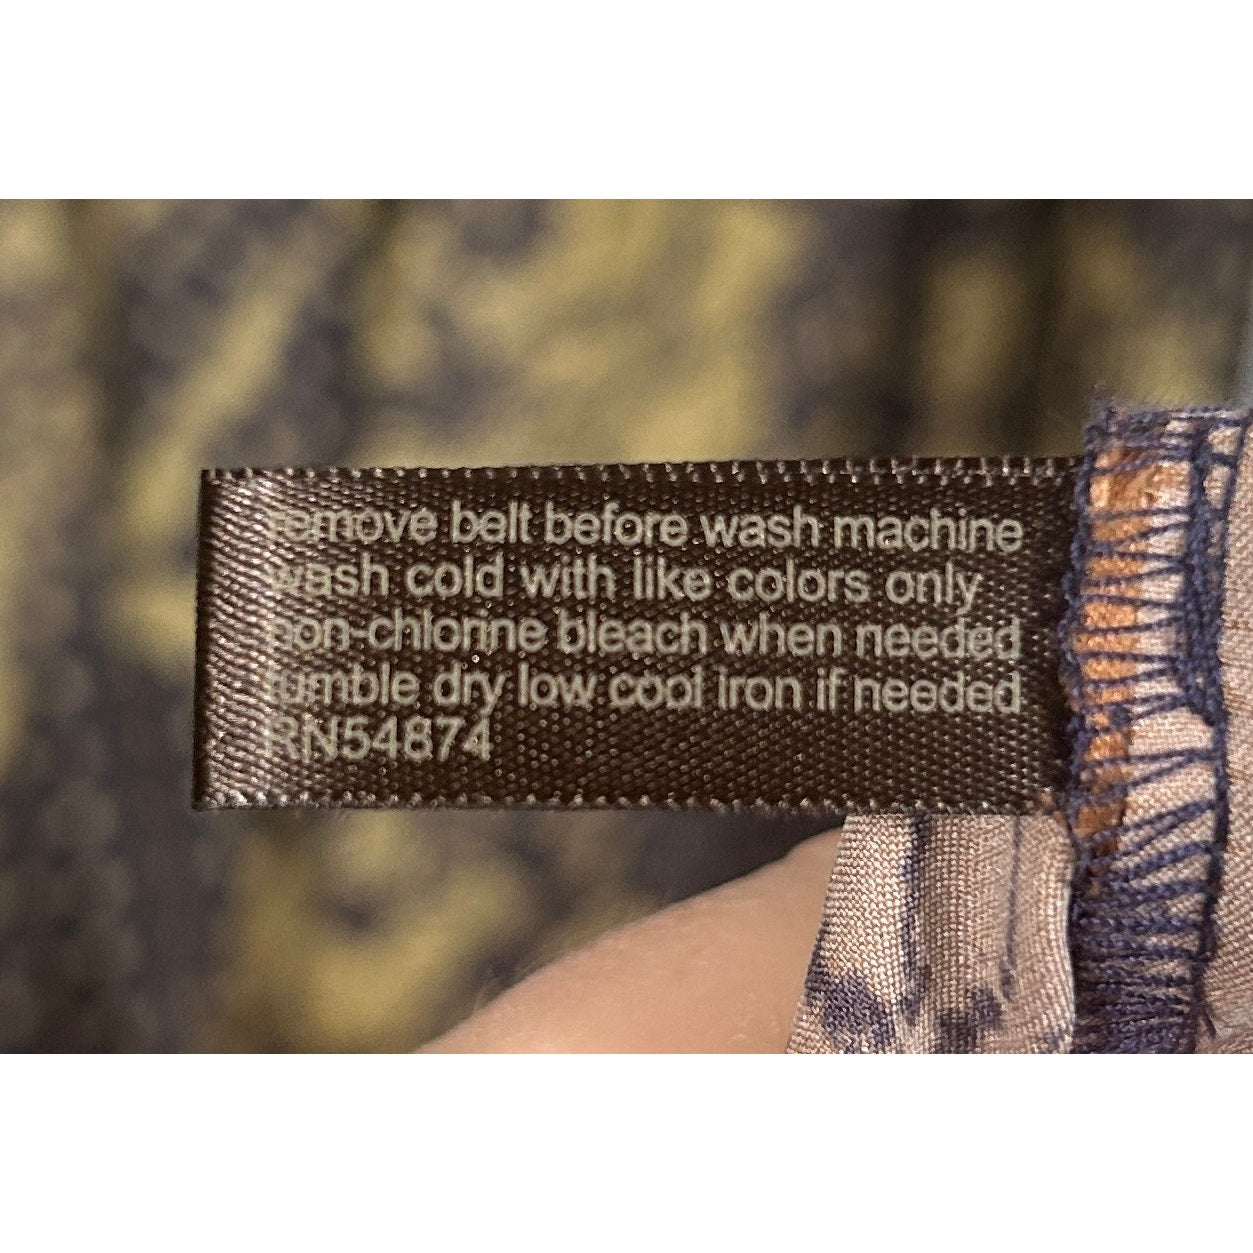 remove belt before wash machine
wash cold with like colors only
non-chlorine bleach when needed
tumble dry low cool iron if needed
RN54874